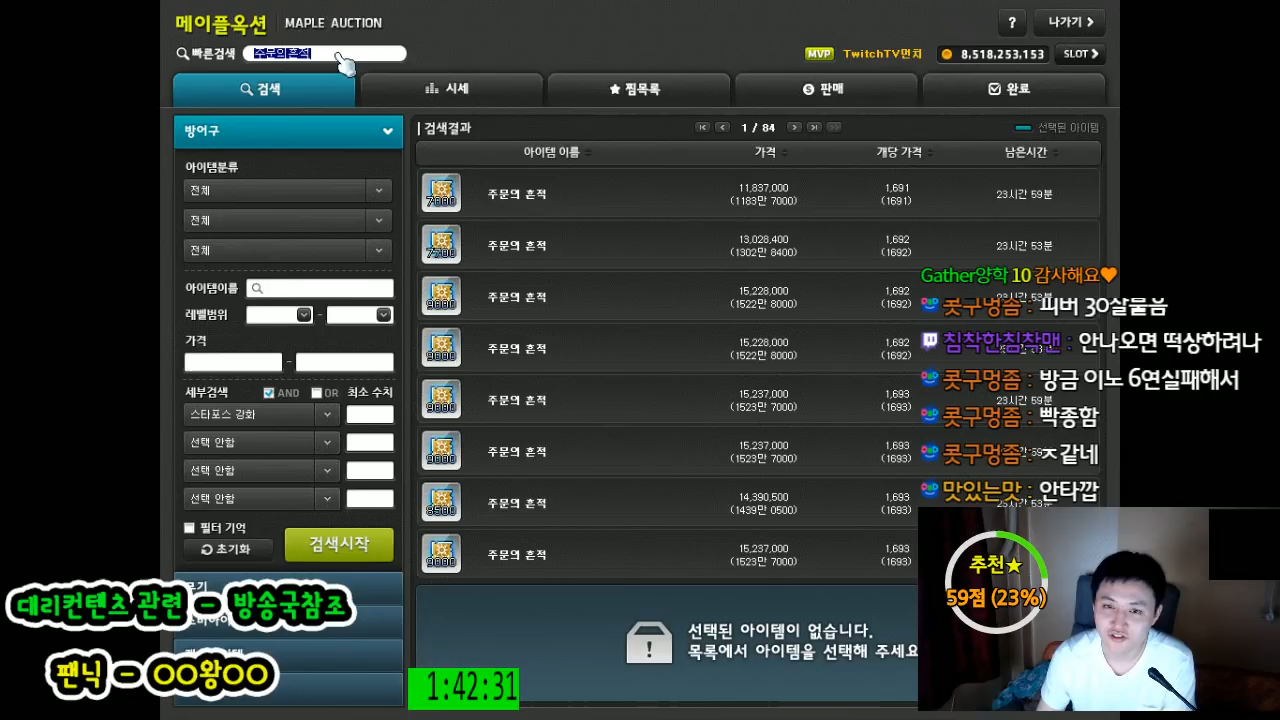 메이플옥션 MAPLE AUCTION
? 나가기
빠른검색 주문의흔적
MVP TwitchTV먼치 8,518,253,153 SLOT
검색 시세 찜목록 판매 완료
방어구
아이템분류
전체
전체
전체
아이템이름
레벨범위 -
가격
-
세부검색 AND OR 최소 수치
스타포스 강화
선택 안함
선택 안함
선택 안함
필터 기억
초기화
검색시작
검색결과 1 / 84 선택된 아이템
아이템 이름 가격 개당 가격 남은시간
7000 주문의 흔적 11,837,000 1,691 23시간 59분
(1183만 7000) (1691)
7700 주문의 흔적 13,028,400 1,692 23시간 53분
(1302만 8400) (1692)
9000 주문의 흔적 15,228,000 1,692
(1522만 8000) (1692)
9000 주문의 흔적 15,228,000 1,692
(1522만 8000) (1692)
9000 주문의 흔적 15,237,000 1,693
(1523만 7000) (1693)
9000 주문의 흔적 15,237,000 1,693
(1523만 7000) (1693)
8500 주문의 흔적 14,390,500 1,693
(1439만 0500) (1693)
9000 주문의 흔적 15,237,000 1,693
(1523만 7000) (1693)
선택된 아이템이 없습니다.
목록에서 아이템을 선택해 주세요
Gather양학 10 감사해요
콧구멍좀 : 피버 30살물음
침착한침착맨 : 안나오면 떡상하려나
콧구멍좀 : 방금 이노 6연실패해서
콧구멍좀 : 빡종함
콧구멍좀 : ㅈ같네
맛있는맛 : 안타깝
추천★
59점 (23%)
대리컨텐츠 관련 - 방송국참조
팬닉 - OO왕OO
1:42:31